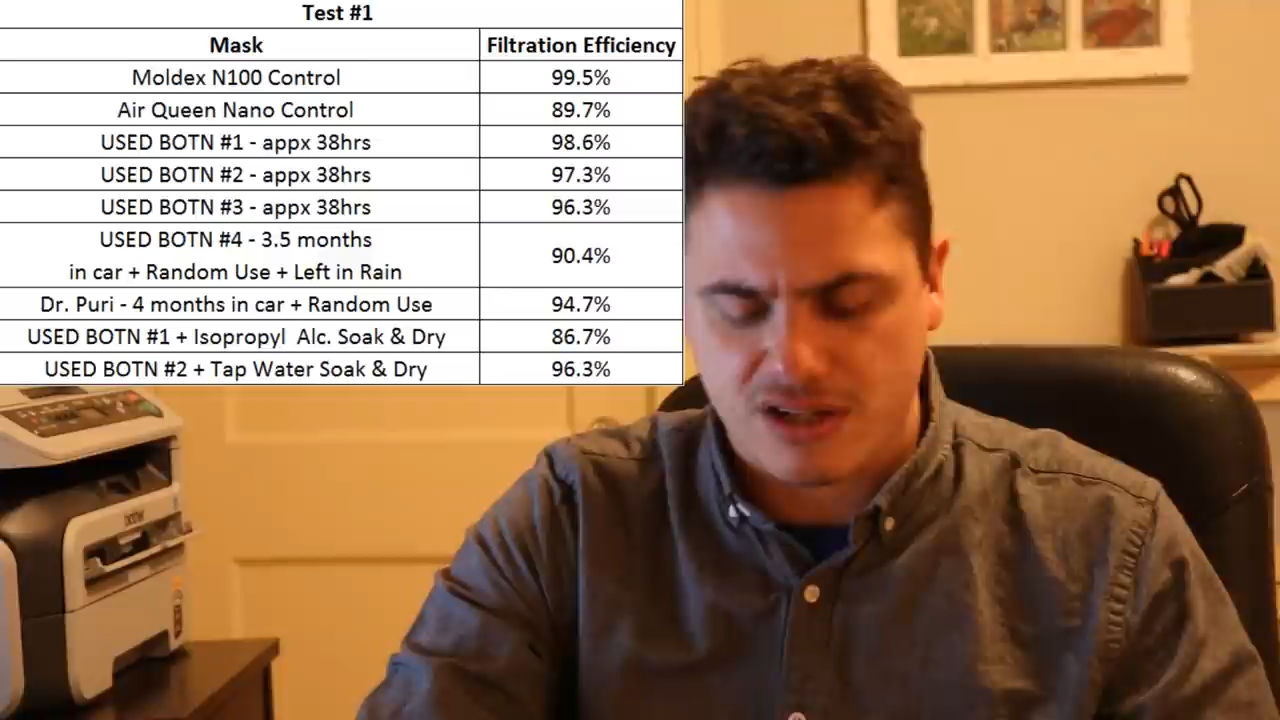 Test #1
Mask Filtration Efficiency
Moldex N100 Control 99.5%
Air Queen Nano Control 89.7%
USED BOTN #1 - appx 38hrs 98.6%
USED BOTN #2 - appx 38hrs 97.3%
USED BOTN #3 - appx 38hrs 96.3%
USED BOTN #4 - 3.5 months
in car + Random Use + Left in Rain 90.4%
Dr. Puri - 4 months in car + Random Use 94.7%
USED BOTN #1 + Isopropyl Alc. Soak & Dry 86.7%
USED BOTN #2 + Tap Water Soak & Dry 96.3%
brother